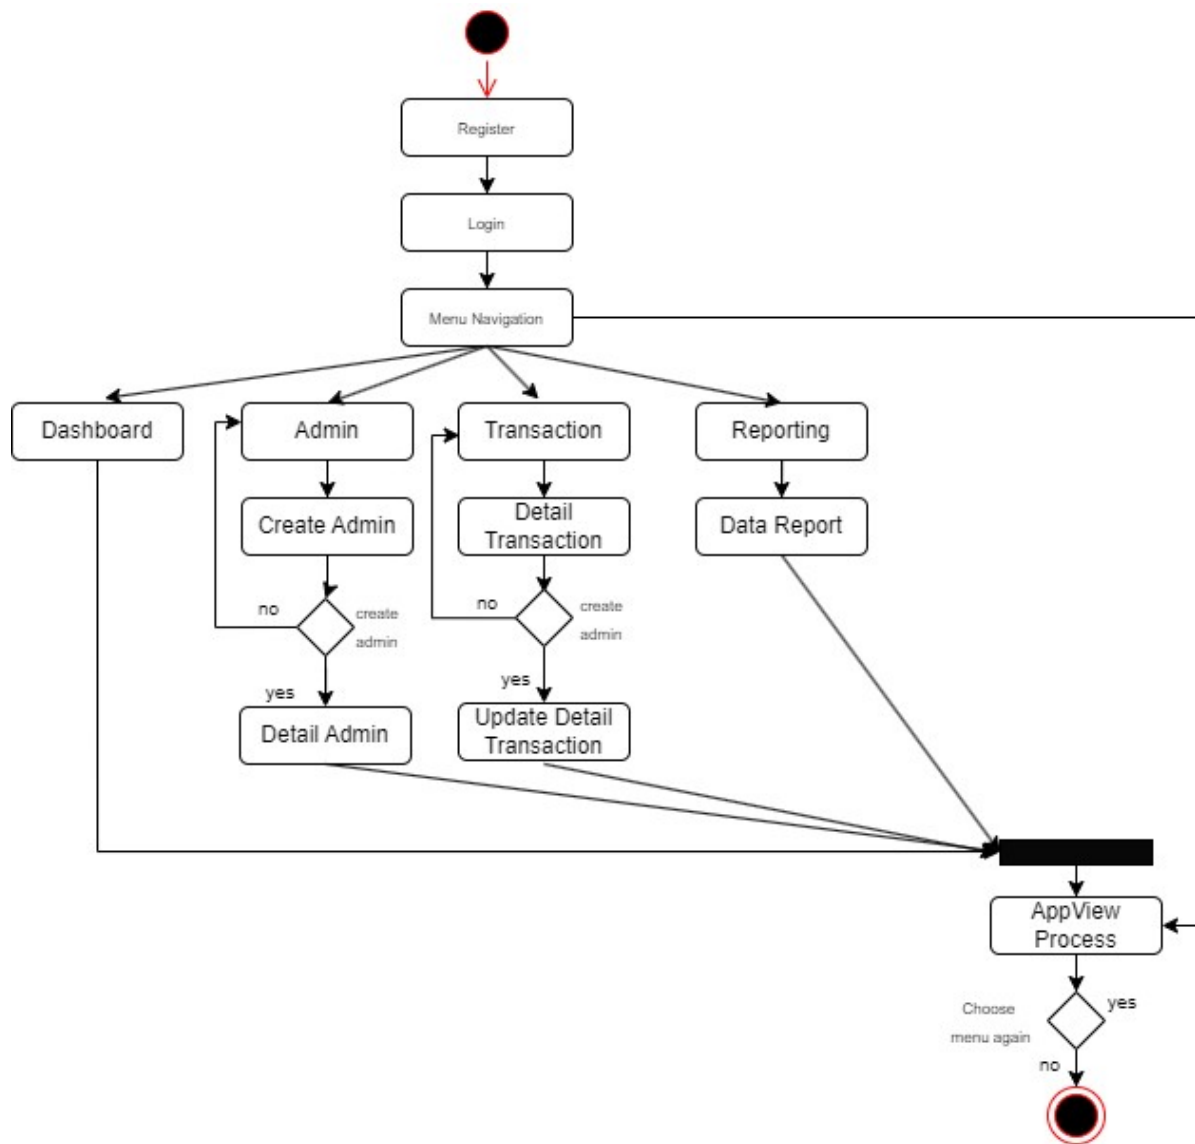 Register
Login
Menu Navigation
Dashboard
Admin
Transaction
Reporting
Create Admin
Detail
Transaction
Data Report
no
create
admin
no
create
admin
yes
yes
Detail Admin
Update Detail
Transaction
AppView
Process
Choose
menu again
yes
no